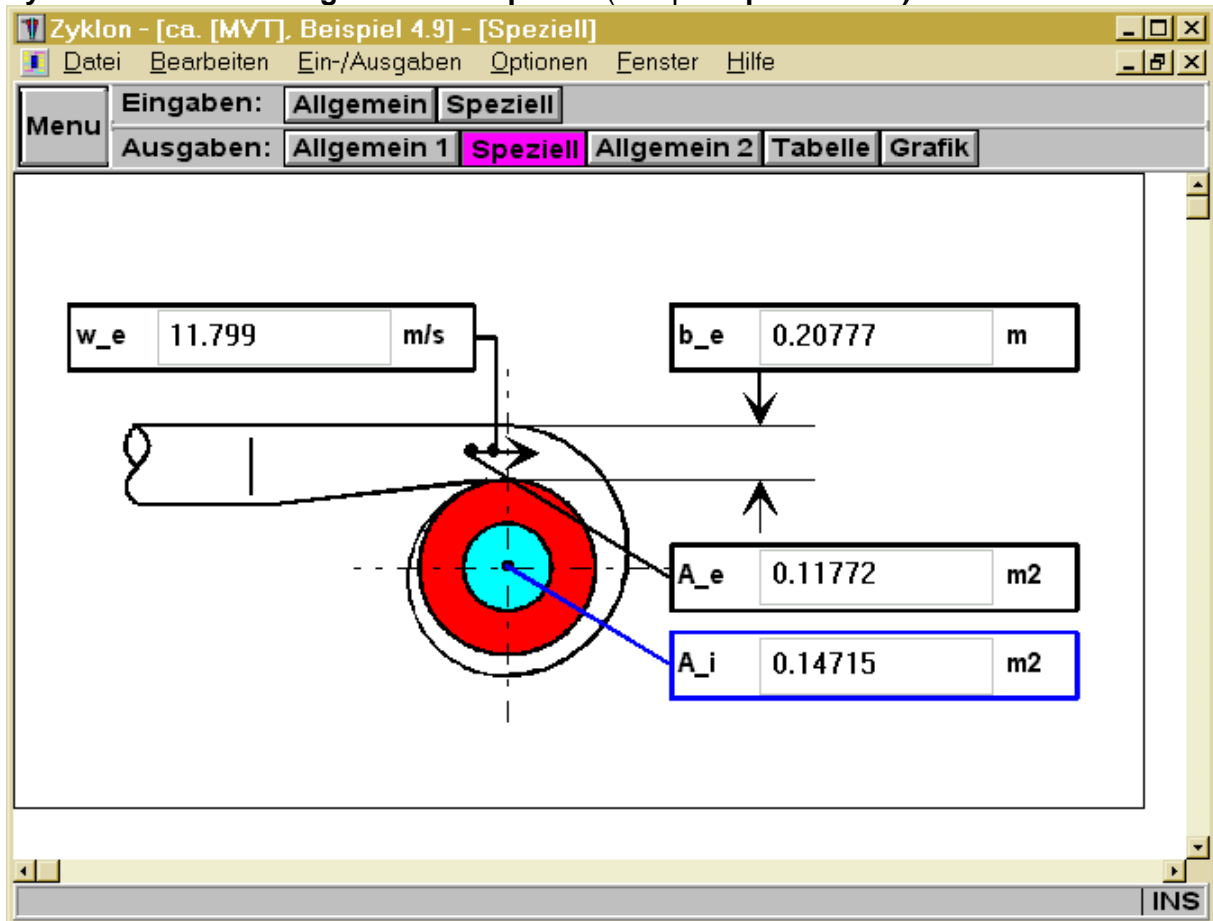 Zyklon - [ca. [MVT], Beispiel 4.9] - [Speziell]
Datei Bearbeiten Ein-/Ausgaben Optionen Fenster Hilfe
Menu
Eingaben: Allgemein Speziell
Ausgaben: Allgemein 1 Speziell Allgemein 2 Tabelle Grafik
w_e 11.799 m/s
b_e 0.20777 m
A_e 0.11772 m2
A_i 0.14715 m2
INS